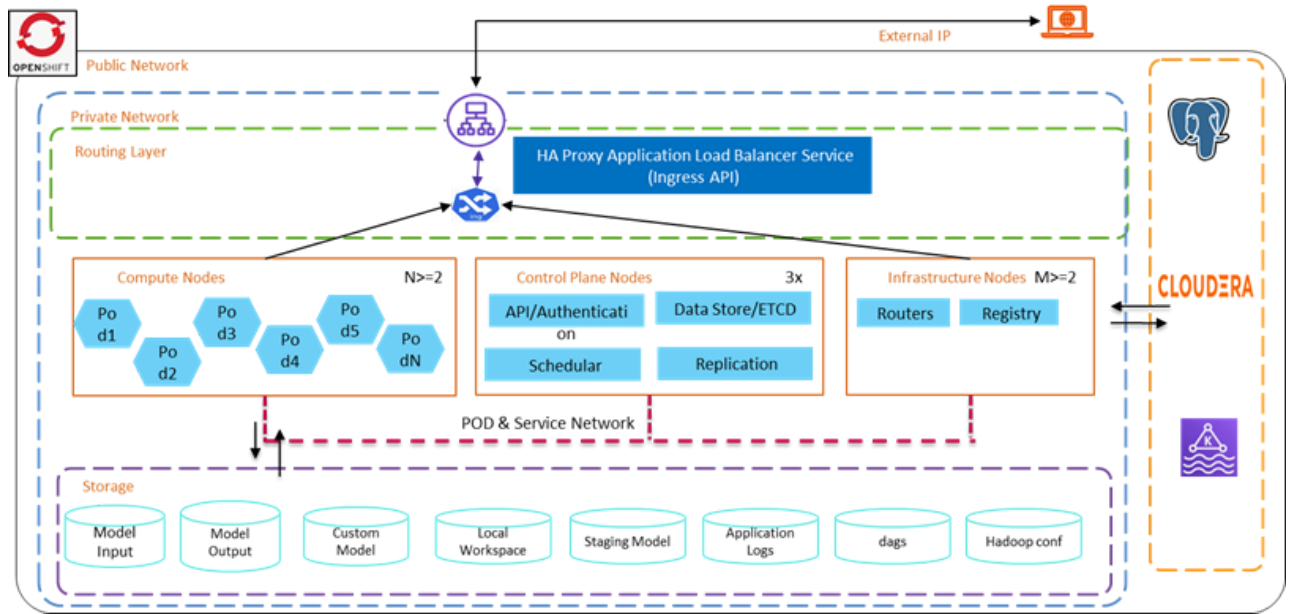 OPENSHIFT
External IP
Public Network
Private Network
Routing Layer
HA Proxy Application Load Balancer Service
(Ingress API)
ing
Compute Nodes
N>=2
Control Plane Nodes
3x
Infrastructure Nodes
M>=2
Po
d1
Po
d2
Po
d3
Po
d4
Po
d5
Po
dN
API/Authenticati
on
Data Store/ETCD
Schedular
Replication
Routers
Registry
CLOUDERA
K
POD & Service Network
Storage
Model
Input
Model
Output
Custom
Model
Local
Workspace
Staging Model
Application
Logs
dags
Hadoop conf